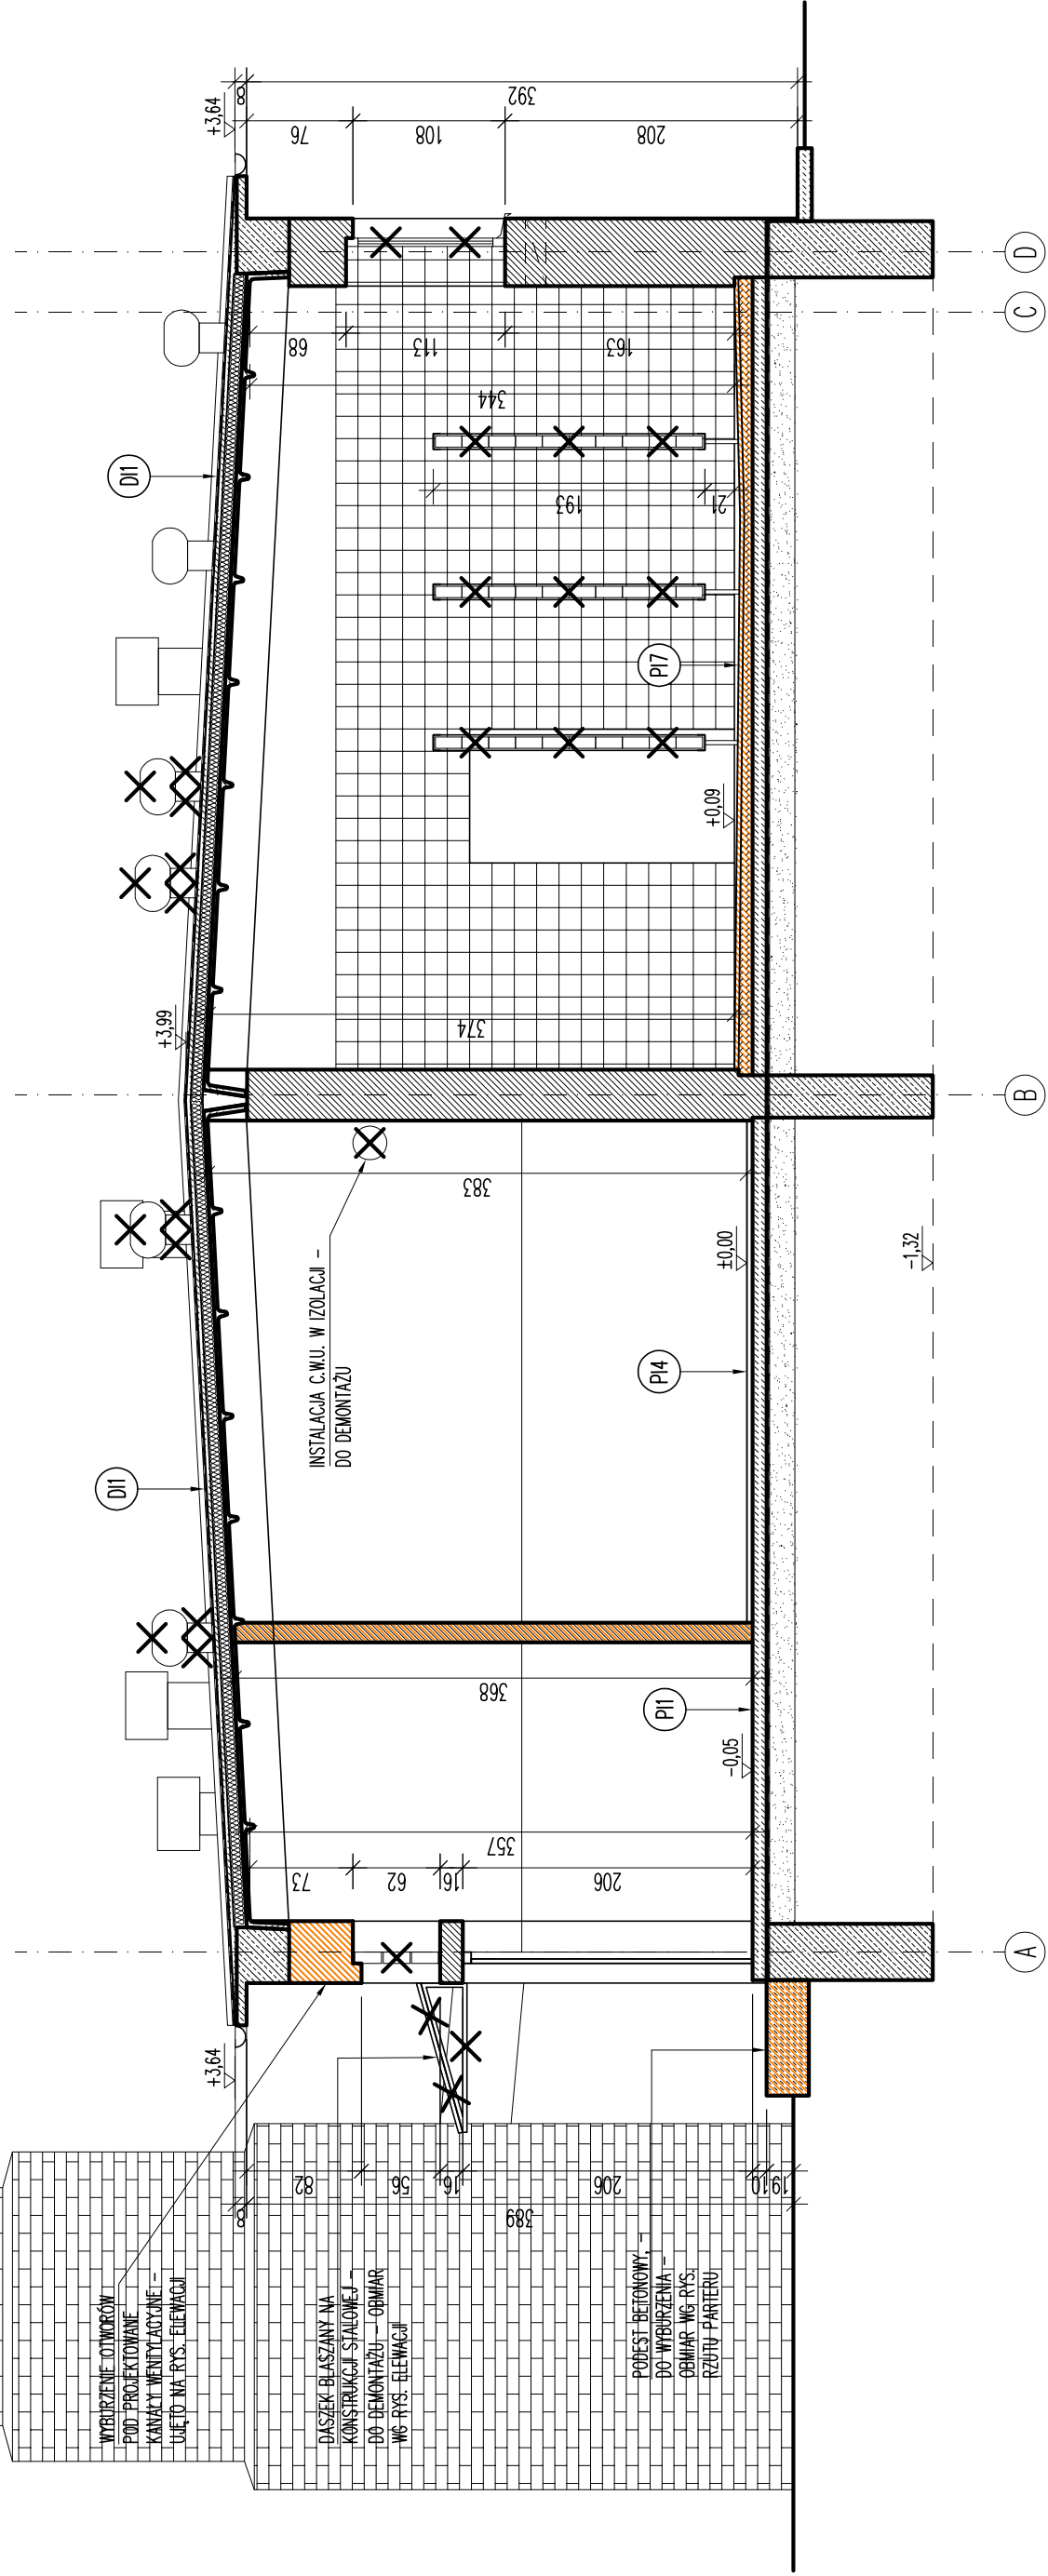 WYBURZENIE OTWORÓW
POD PROJEKTOWANE
KANAŁY WENTYLACYJNE -
UJĘTO NA RYS. ELEWACJI
DASZEK BLASZANY NA
KONSTRUKCJI STALOWEJ -
DO DEMONTAŻU - OBMIAR
WG RYS. ELEWACJI
PODEST BETONOWY, -
DO WYBURZENIA -
OBMIAR WG RYS.
RZUTU PARTERU
INSTALACJA C.W.U. W IZOLACJI -
DO DEMONTAŻU
+3,64
+3,99
+3,64
DI1
DI1
PI1
PI4
PI7
-0,05
±0,00
+0,09
-1,32
8
82
56
16
206
10
19
389
73
62
16
206
357
368
383
374
193
21
344
68
113
163
76
108
208
8
392
A
B
C
D